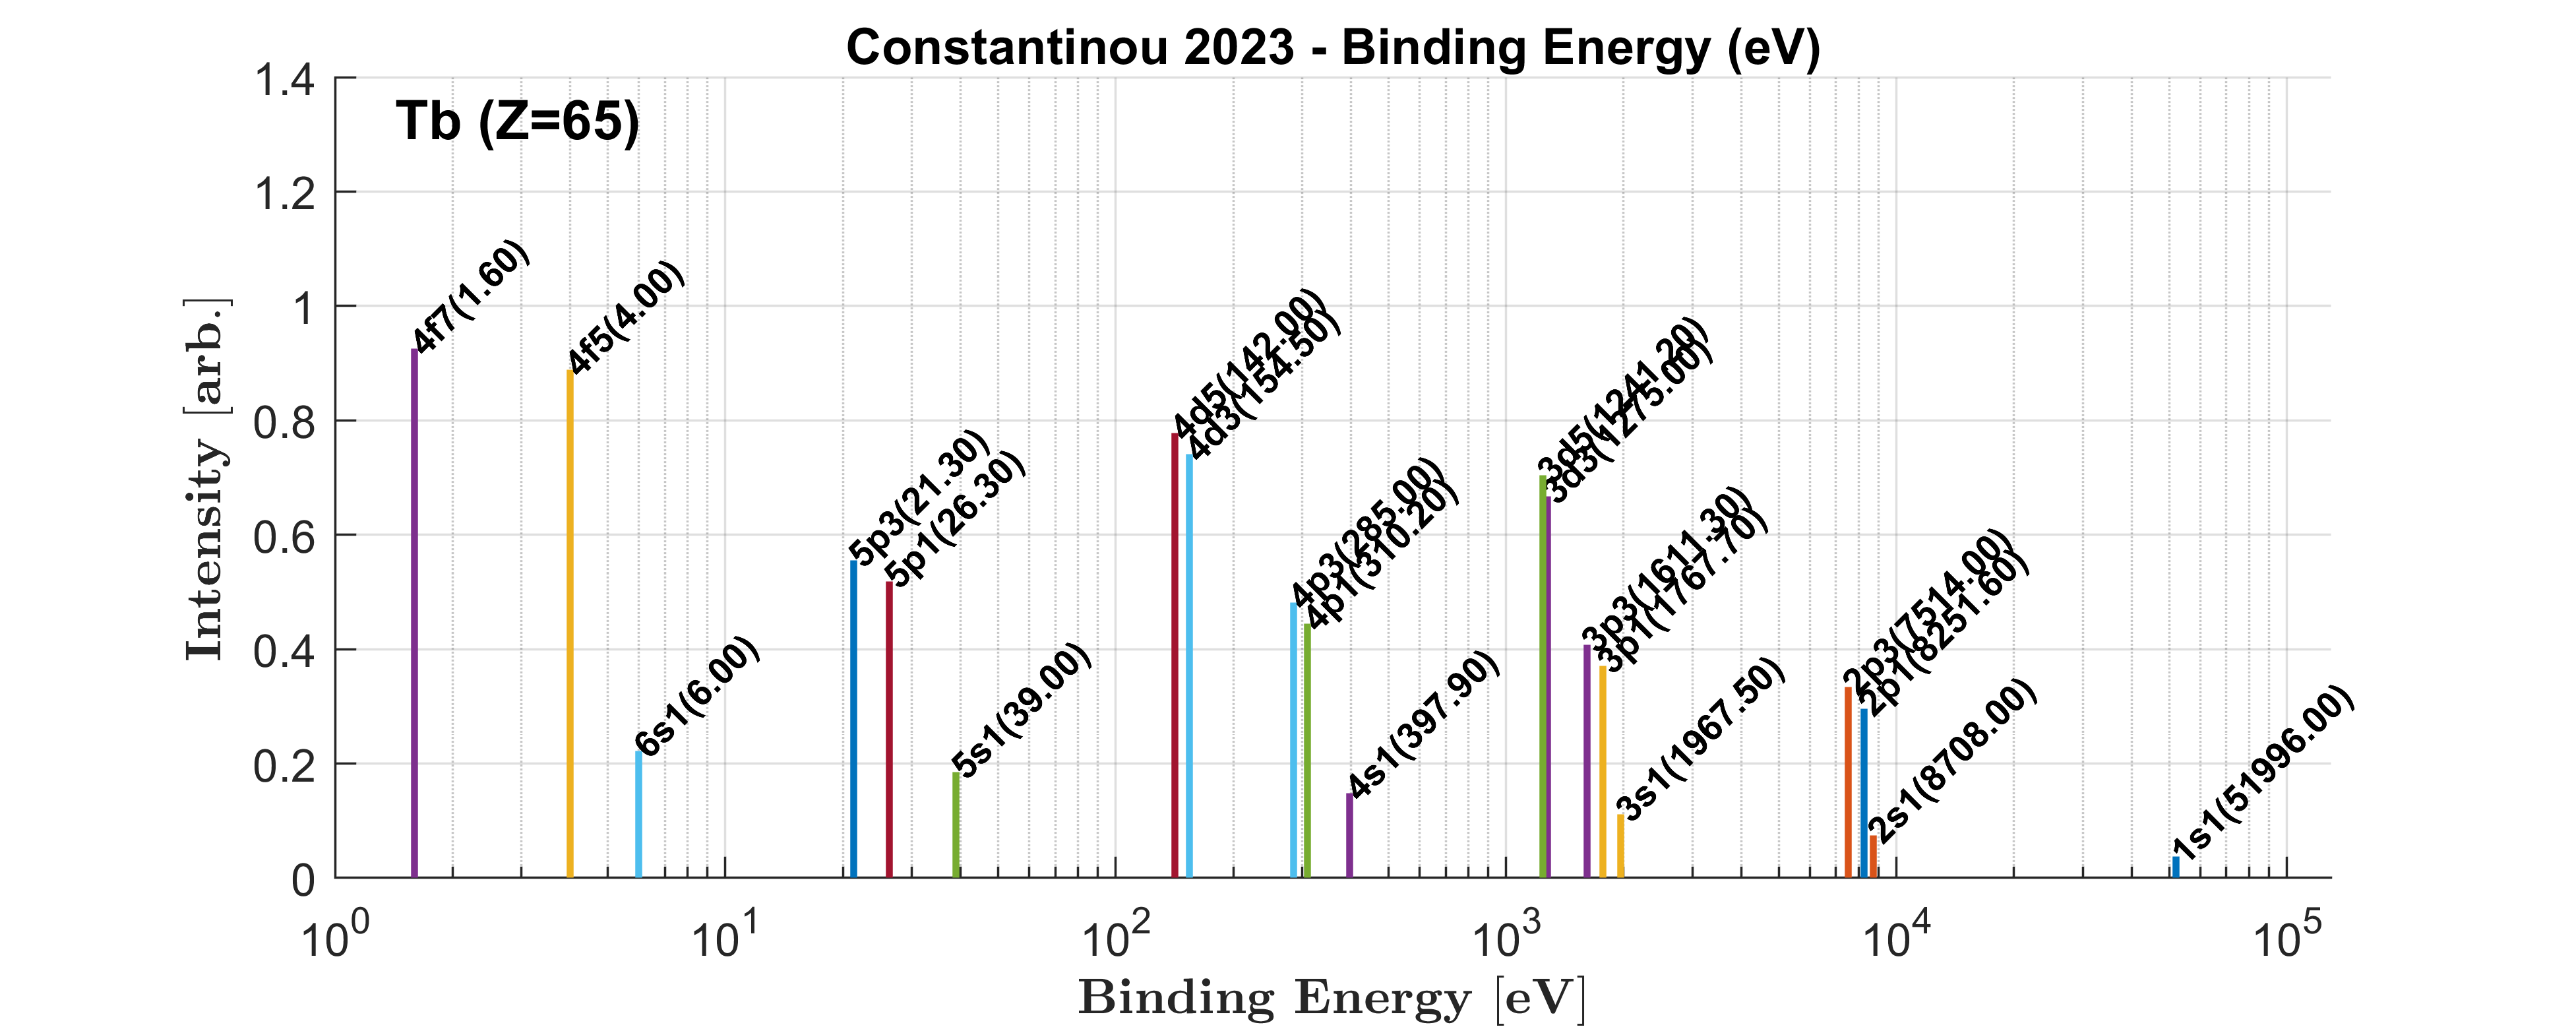 Constantinou 2023 - Binding Energy (eV)
Tb (Z=65)
1.4
1.2
1
0.8
0.6
0.4
0.2
0
Intensity [arb.]
4f7(1.60)
4f5(4.00)
6s1(6.00)
5p3(21.30)
5p1(26.30)
5s1(39.00)
4d5(142.00)
4d3(154.50)
4p3(285.00)
4p1(310.20)
4s1(397.90)
3d5(1241.20)
3d3(1275.00)
3p3(1611.30)
3p1(1767.70)
3s1(1967.50)
2p3(7514.00)
2p1(8251.60)
2s1(8708.00)
1s1(51996.00)
10^0 10^1 10^2 10^3 10^4 10^5
Binding Energy [eV]